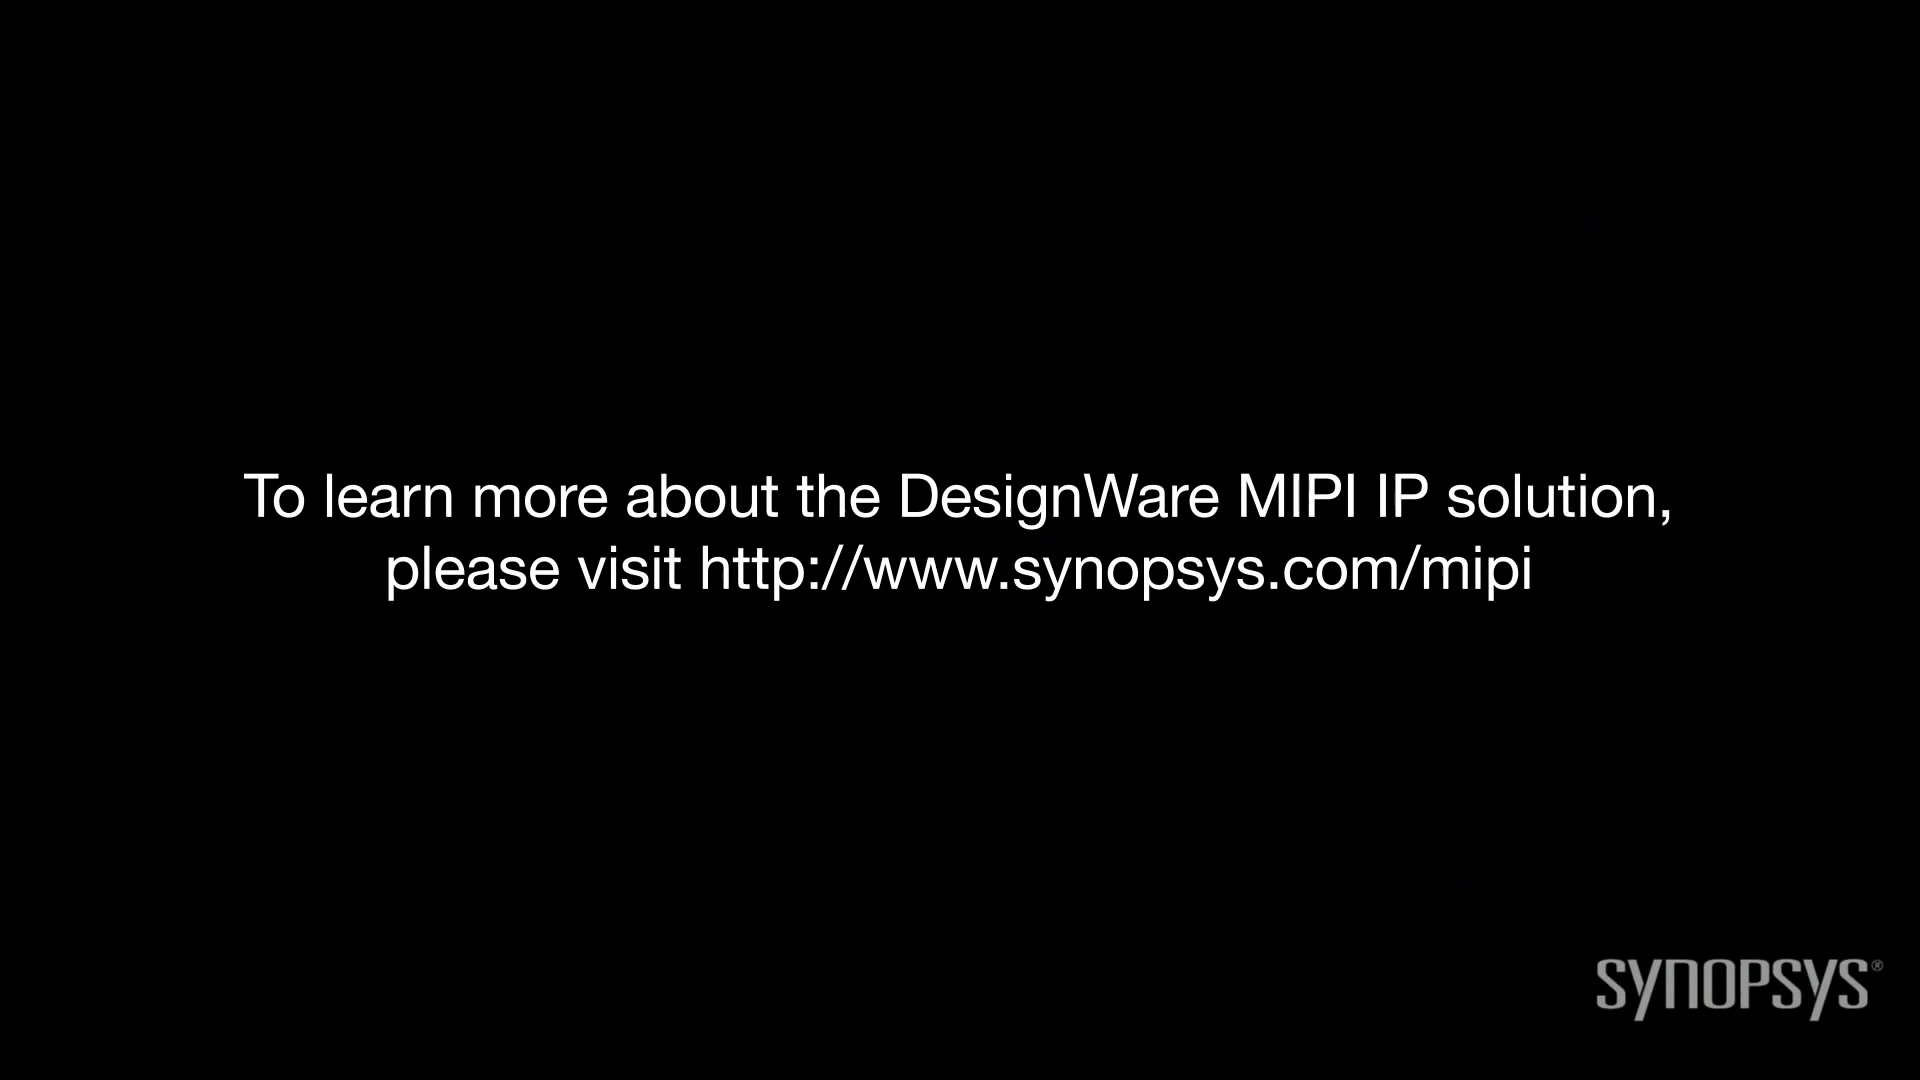 To learn more about the DesignWare MIPI IP solution,
please visit http://www.synopsys.com/mipi
SYNOPSYS®